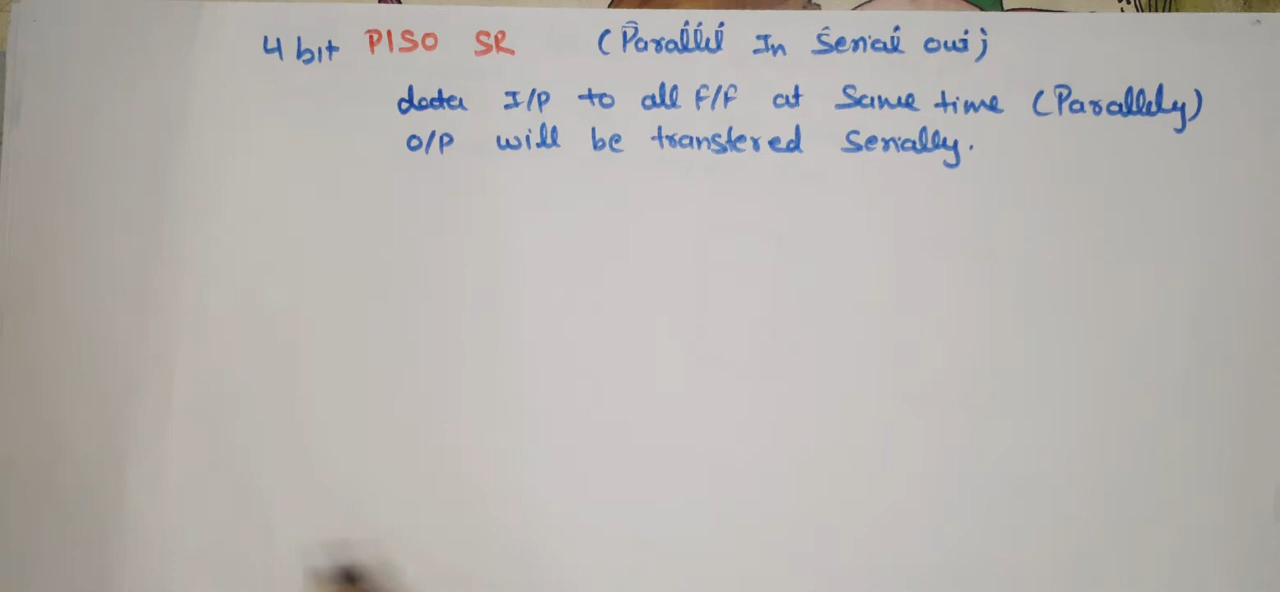 4 bit PISO SR (Parallel In Serial out)
data I/P to all F/F at same time (Parallely)
O/P will be transfered serially.